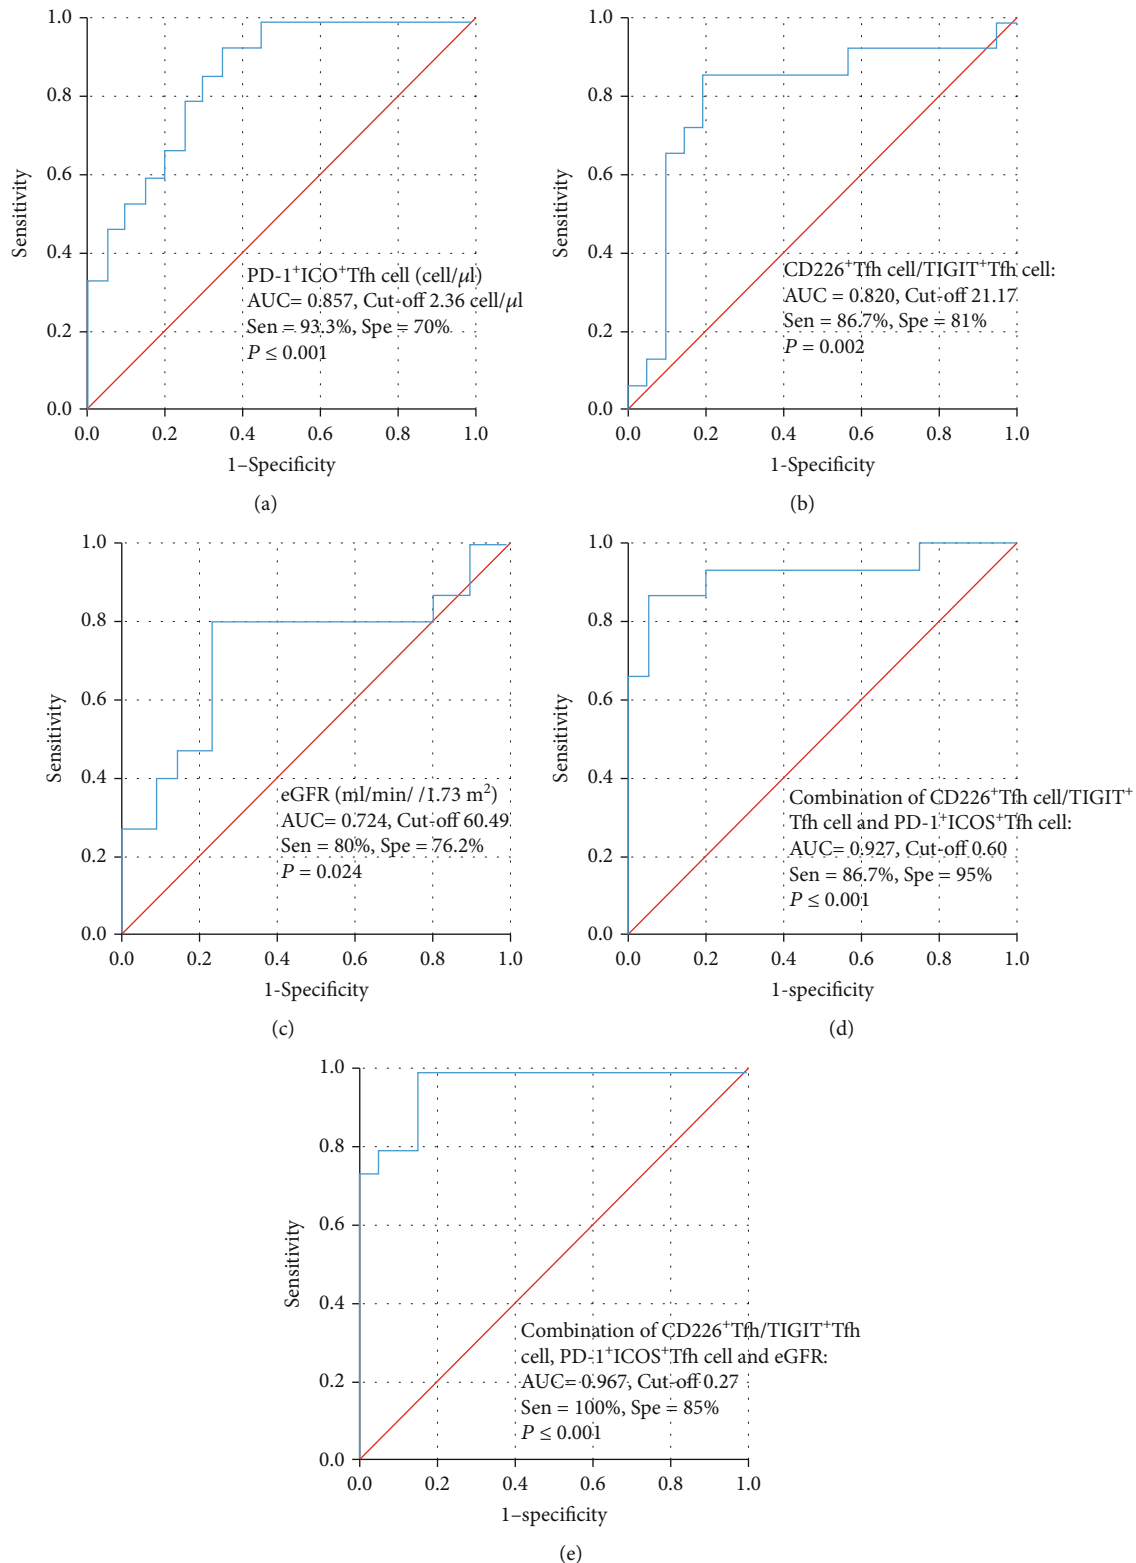 1.0
0.8
0.6
0.4
0.2
0.0
Sensitivity
PD-1⁺ICO⁺Tfh cell (cell/μl)
AUC= 0.857, Cut-off 2.36 cell/μl
Sen = 93.3%, Spe = 70%
P ≤ 0.001
0.0 0.2 0.4 0.6 0.8 1.0
1–Specificity
(a)
1.0
0.8
0.6
0.4
0.2
0.0
Sensitivity
CD226⁺Tfh cell/TIGIT⁺Tfh cell:
AUC = 0.820, Cut-off 21.17
Sen = 86.7%, Spe = 81%
P = 0.002
0.0 0.2 0.4 0.6 0.8 1.0
1-Specificity
(b)
1.0
0.8
0.6
0.4
0.2
0.0
Sensitivity
eGFR (ml/min/ /1.73 m²)
AUC= 0.724, Cut-off 60.49
Sen = 80%, Spe = 76.2%
P = 0.024
0.0 0.2 0.4 0.6 0.8 1.0
1-Specificity
(c)
1.0
0.8
0.6
0.4
0.2
0.0
Sensitivity
Combination of CD226⁺Tfh cell/TIGIT⁺
Tfh cell and PD-1⁺ICOS⁺Tfh cell:
AUC= 0.927, Cut-off 0.60
Sen = 86.7%, Spe = 95%
P ≤ 0.001
0.0 0.2 0.4 0.6 0.8 1.0
1-specificity
(d)
1.0
0.8
0.6
0.4
0.2
0.0
Sensitivity
Combination of CD226⁺Tfh/TIGIT⁺Tfh
cell, PD-1⁺ICOS⁺Tfh cell and eGFR:
AUC= 0.967, Cut-off 0.27
Sen = 100%, Spe = 85%
P ≤ 0.001
0.0 0.2 0.4 0.6 0.8 1.0
1–specificity
(e)